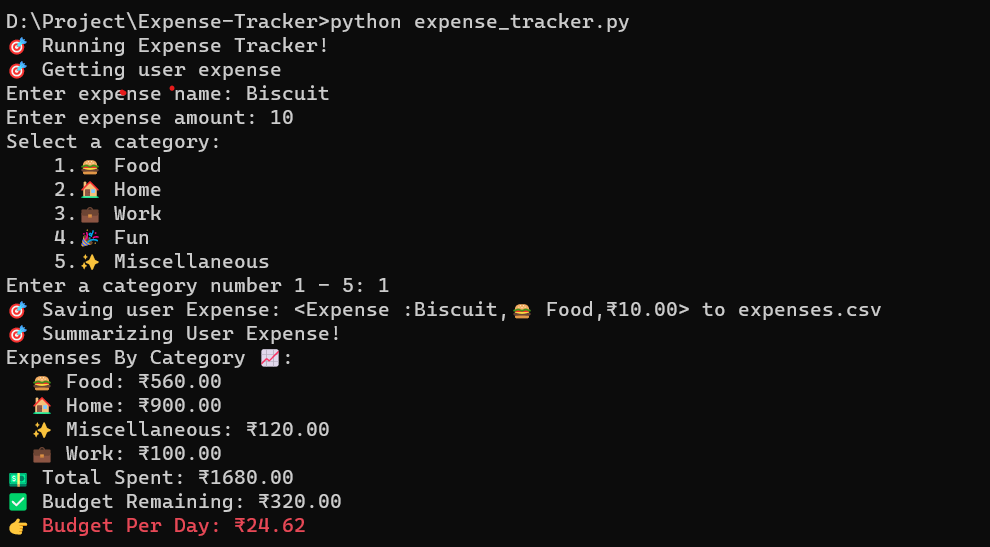 D:\Project\Expense-Tracker>python expense_tracker.py
🎯 Running Expense Tracker!
🎯 Getting user expense
Enter expense name: Biscuit
Enter expense amount: 10
Select a category:
    1.🍔 Food
    2.🏠 Home
    3.💼 Work
    4.🎉 Fun
    5.✨ Miscellaneous
Enter a category number 1 - 5: 1
🎯 Saving user Expense: <Expense :Biscuit,🍔 Food,₹10.00> to expenses.csv
🎯 Summarizing User Expense!
Expenses By Category 📈:
  🍔 Food: ₹560.00
  🏠 Home: ₹900.00
  ✨ Miscellaneous: ₹120.00
  💼 Work: ₹100.00
💵 Total Spent: ₹1680.00
✅ Budget Remaining: ₹320.00
👉 Budget Per Day: ₹24.62